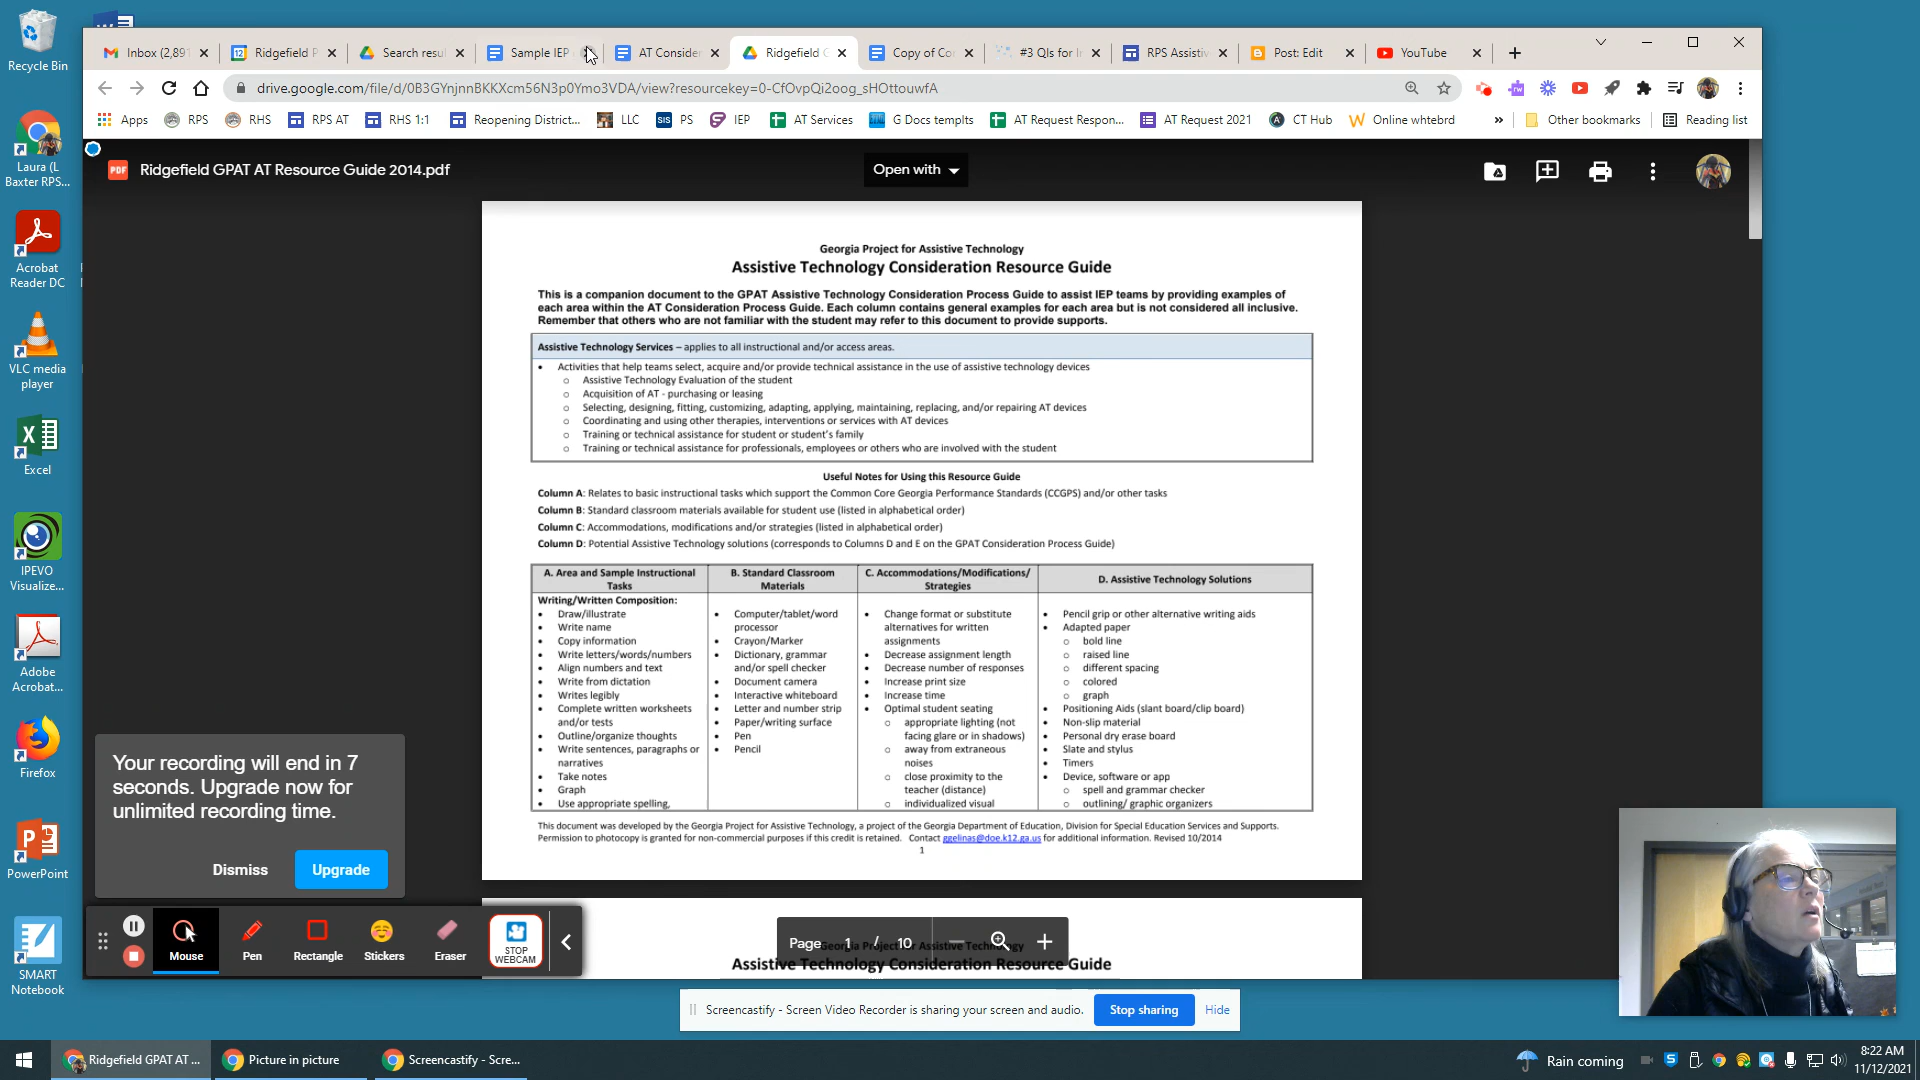 Recycle Bin
Laura (L
Baxter RPS...
Acrobat
Reader DC
VLC media
player
Excel
IPEVO
Visualize...
Adobe
Acrobat...
Firefox
PowerPoint
SMART
Notebook
Inbox (2,891
Ridgefield P
Search resu
Sample IEP
AT Consider
Ridgefield G
Copy of Co
#3 QIs for I
RPS Assistiv
Post: Edit
YouTube
drive.google.com/file/d/0B3GYnjnnBKKXcm56N3p0Ymo3VDA/view?resourcekey=0-CfOvpQi2oog_sHOttouwfA
Apps
RPS
RHS
RPS AT
RHS 1:1
Reopening District...
LLC
SIS PS
IEP
AT Services
G Docs templts
AT Request Respon...
AT Request 2021
CT Hub
Online whtebrd
»
Other bookmarks
Reading list
PDF Ridgefield GPAT AT Resource Guide 2014.pdf
Open with
Georgia Project for Assistive Technology
Assistive Technology Consideration Resource Guide
This is a companion document to the GPAT Assistive Technology Consideration Process Guide to assist IEP teams by providing examples of
each area within the AT Consideration Process Guide. Each column contains general examples for each area but is not considered all inclusive.
Remember that others who are not familiar with the student may refer to this document to provide supports.
Assistive Technology Services – applies to all instructional and/or access areas.
• Activities that help teams select, acquire and/or provide technical assistance in the use of assistive technology devices
o Assistive Technology Evaluation of the student
o Acquisition of AT - purchasing or leasing
o Selecting, designing, fitting, customizing, adapting, applying, maintaining, replacing, and/or repairing AT devices
o Coordinating and using other therapies, interventions or services with AT devices
o Training or technical assistance for student or student's family
o Training or technical assistance for professionals, employees or others who are involved with the student
Useful Notes for Using this Resource Guide
Column A: Relates to basic instructional tasks which support the Common Core Georgia Performance Standards (CCGPS) and/or other tasks
Column B: Standard classroom materials available for student use (listed in alphabetical order)
Column C: Accommodations, modifications and/or strategies (listed in alphabetical order)
Column D: Potential Assistive Technology solutions (corresponds to Columns D and E on the GPAT Consideration Process Guide)
A. Area and Sample Instructional
Tasks
B. Standard Classroom
Materials
C. Accommodations/Modifications/
Strategies
D. Assistive Technology Solutions
Writing/Written Composition:
• Draw/illustrate
• Write name
• Copy information
• Write letters/words/numbers
• Align numbers and text
• Write from dictation
• Writes legibly
• Complete written worksheets
and/or tests
• Outline/organize thoughts
• Write sentences, paragraphs or
narratives
• Take notes
• Graph
• Use appropriate spelling,
• Computer/tablet/word
processor
• Crayon/Marker
• Dictionary, grammar
and/or spell checker
• Document camera
• Interactive whiteboard
• Letter and number strip
• Paper/writing surface
• Pen
• Pencil
• Change format or substitute
alternatives for written
assignments
• Decrease assignment length
• Decrease number of responses
• Increase print size
• Increase time
• Optimal student seating
o appropriate lighting (not
facing glare or in shadows)
o away from extraneous
noises
o close proximity to the
teacher (distance)
o individualized visual
• Pencil grip or other alternative writing aids
• Adapted paper
o bold line
o raised line
o different spacing
o colored
o graph
• Positioning Aids (slant board/clip board)
• Non-slip material
• Personal dry erase board
• Slate and stylus
• Timers
• Device, software or app
o spell and grammar checker
o outlining/ graphic organizers
This document was developed by the Georgia Project for Assistive Technology, a project of the Georgia Department of Education, Division for Special Education Services and Supports.
Permission to photocopy is granted for non-commercial purposes if this credit is retained. Contact ggelinas@doe.k12.ga.us for additional information. Revised 10/2014
1
Page 1 / 10
Georgia Project for Assistive Technology
Assistive Technology Consideration Resource Guide
Your recording will end in 7
seconds. Upgrade now for
unlimited recording time.
Dismiss
Upgrade
Mouse
Pen
Rectangle
Stickers
Eraser
STOP
WEBCAM
Screencastify - Screen Video Recorder is sharing your screen and audio.
Stop sharing
Hide
Ridgefield GPAT AT ...
Picture in picture
Screencastify - Scre...
Rain coming
8:22 AM
11/12/2021